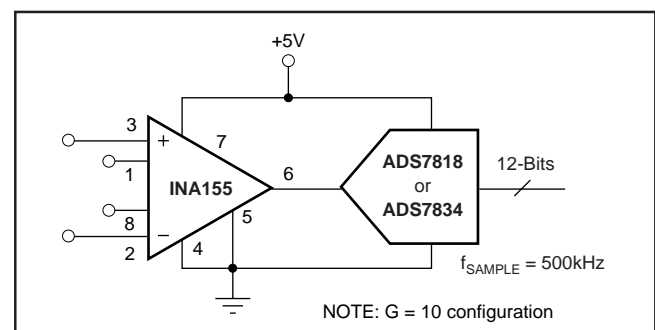 +5V
3
+
7
1
INA155
6
5
8
−
4
2
ADS7818
or
ADS7834
12-Bits
fSAMPLE = 500kHz
NOTE: G = 10 configuration